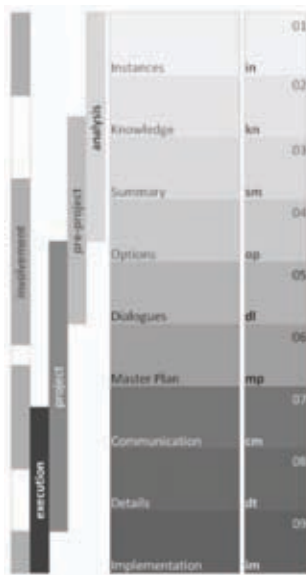 01
Instances in
02
Knowledge kn
03
Summary sm
04
Options op
05
Dialogues dl
06
Master Plan mp
07
Communication cm
08
Details dt
09
Implementation im
analysis
pre-project
involvement
project
execution